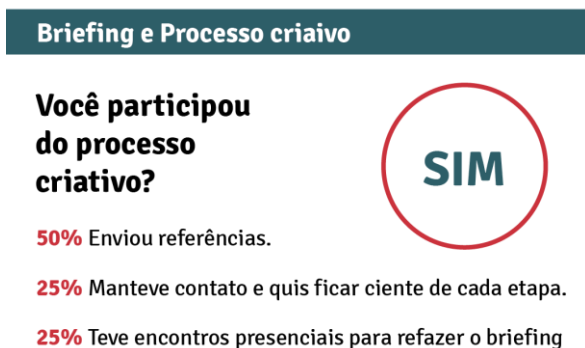 Briefing e Processo criaivo
Você participou
do processo
criativo?
SIM
50% Enviou referências.
25% Manteve contato e quis ficar ciente de cada etapa.
25% Teve encontros presenciais para refazer o briefing